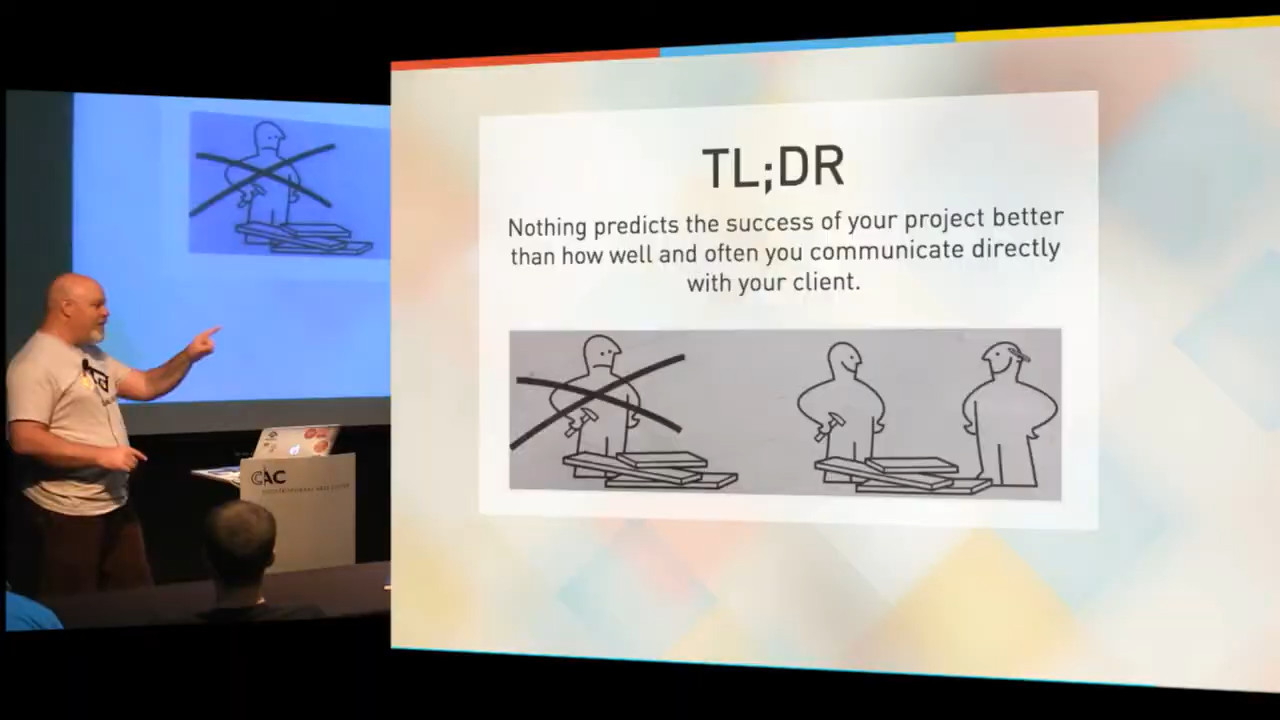 TL;DR
Nothing predicts the success of your project better
than how well and often you communicate directly
with your client.
CAC